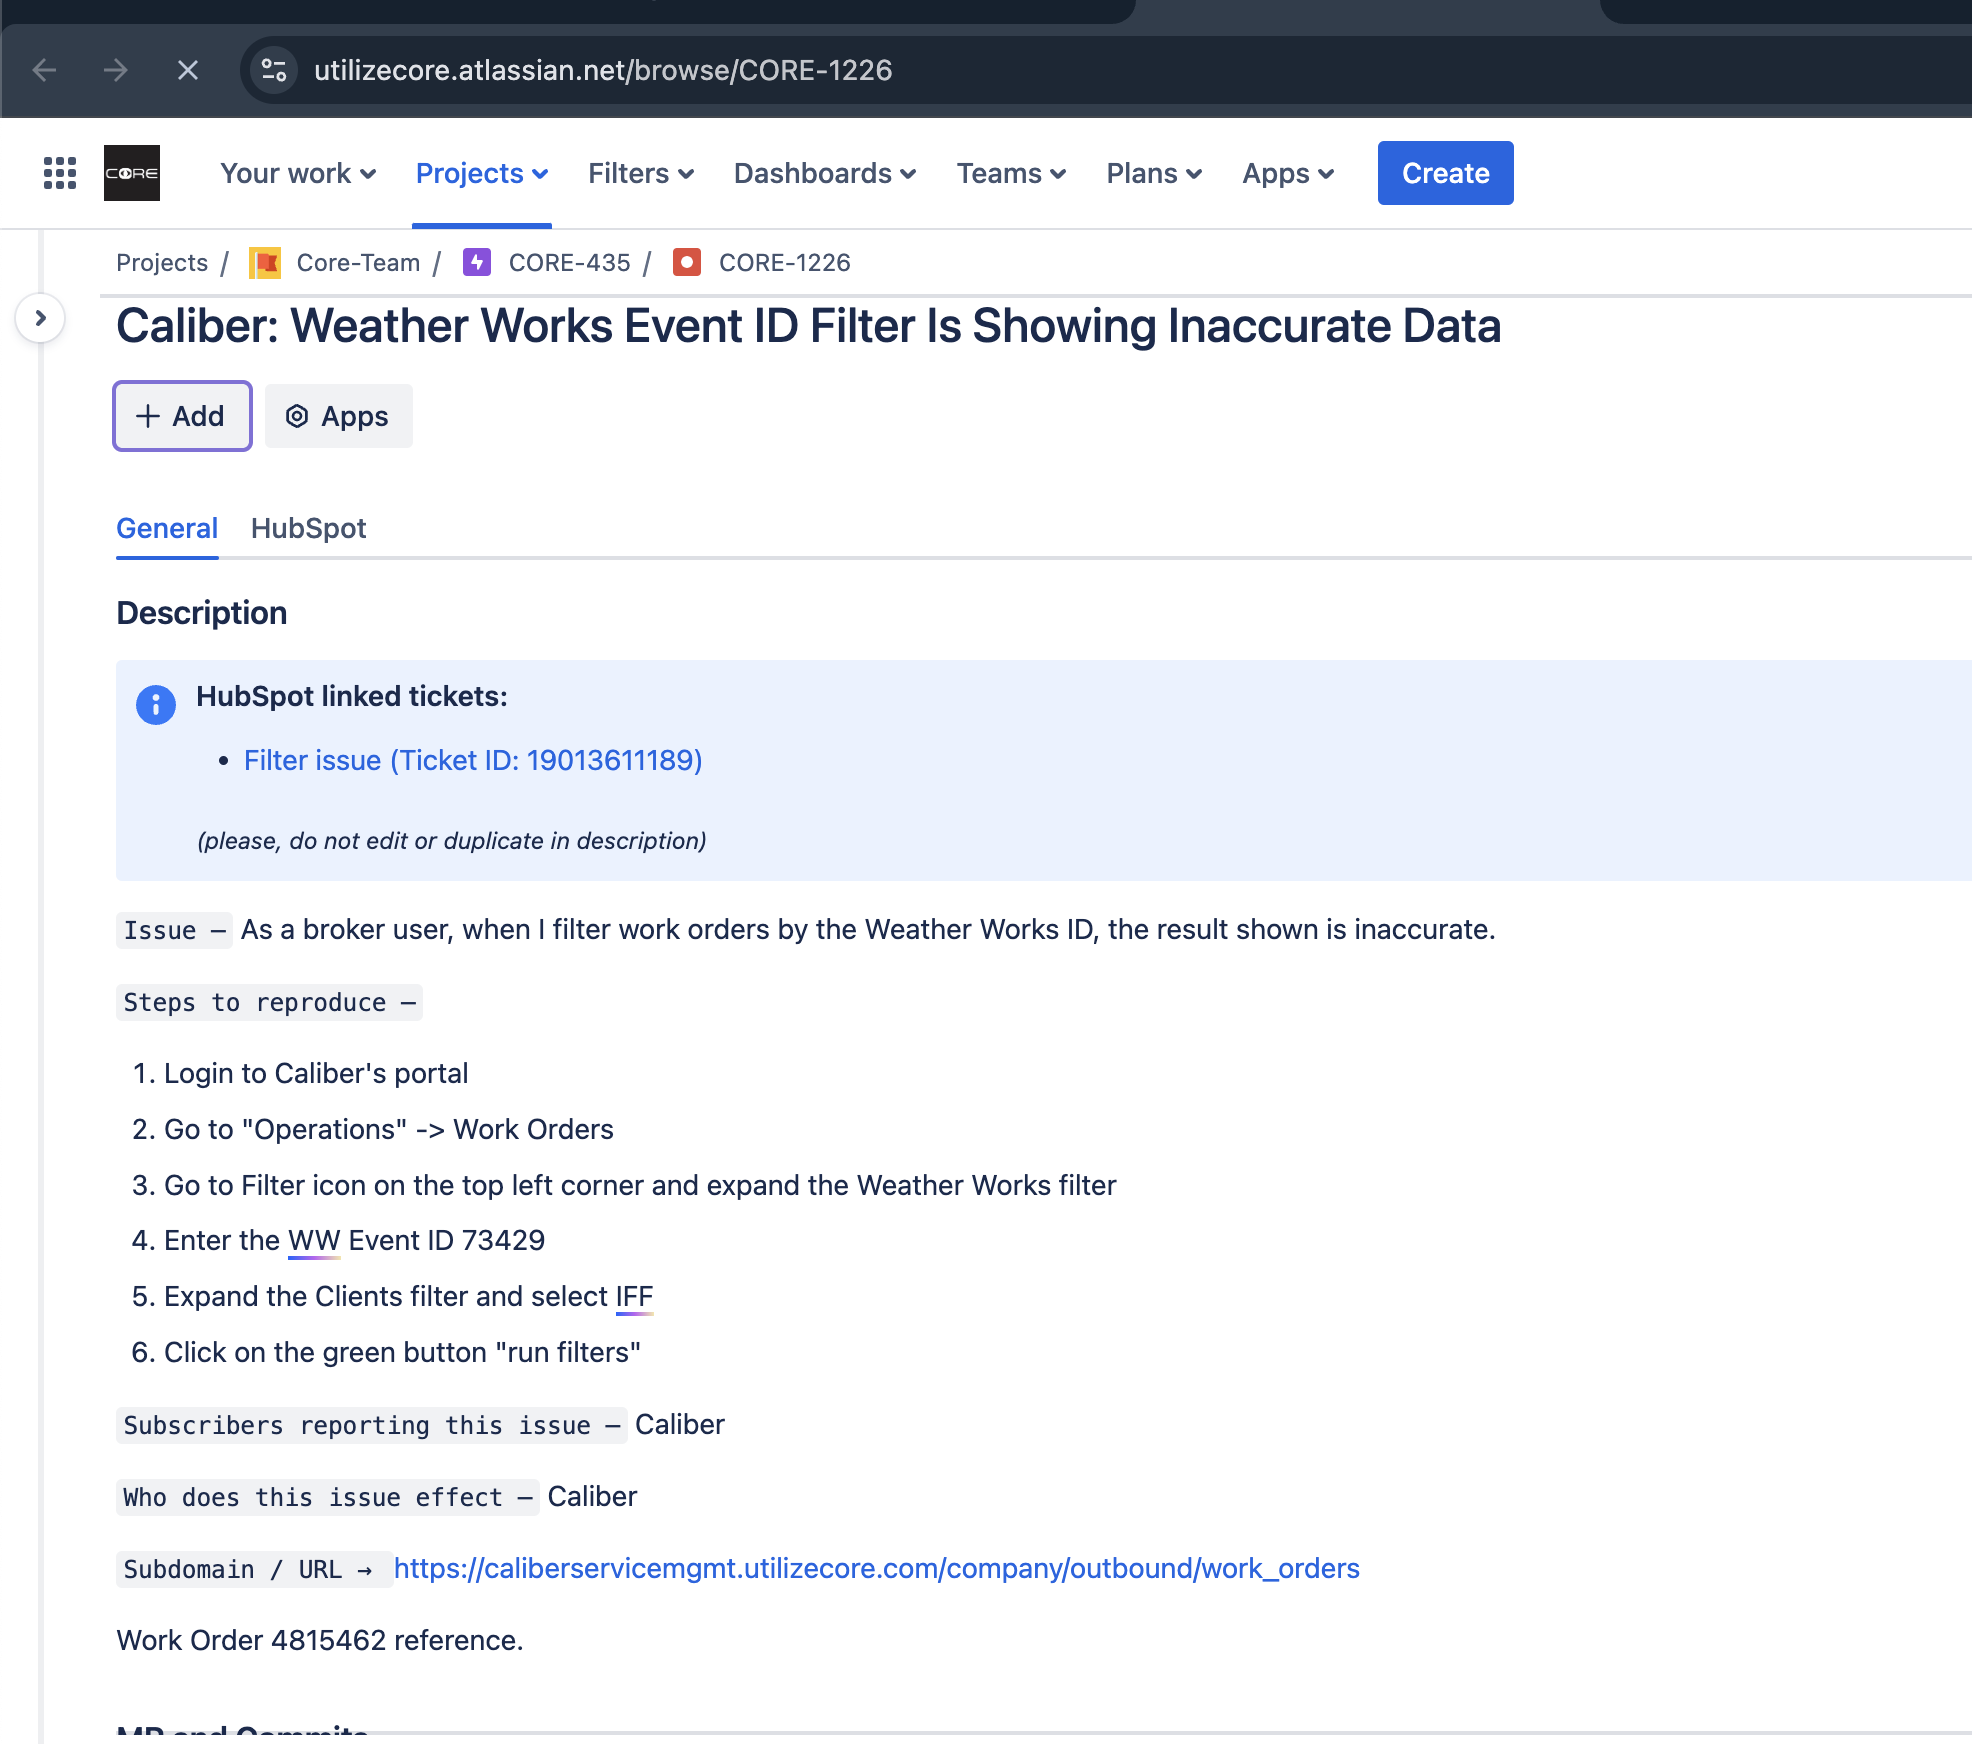 utilizecore.atlassian.net/browse/CORE-1226
CORE Your work Projects Filters Dashboards Teams Plans Apps Create
Projects / Core-Team / CORE-435 / CORE-1226
Caliber: Weather Works Event ID Filter Is Showing Inaccurate Data
+ Add Apps
General HubSpot
Description
HubSpot linked tickets:
• Filter issue (Ticket ID: 19013611189)
(please, do not edit or duplicate in description)
Issue – As a broker user, when I filter work orders by the Weather Works ID, the result shown is inaccurate.
Steps to reproduce –
1. Login to Caliber's portal
2. Go to "Operations" -> Work Orders
3. Go to Filter icon on the top left corner and expand the Weather Works filter
4. Enter the WW Event ID 73429
5. Expand the Clients filter and select IFF
6. Click on the green button "run filters"
Subscribers reporting this issue – Caliber
Who does this issue effect – Caliber
Subdomain / URL → https://caliberservicemgmt.utilizecore.com/company/outbound/work_orders
Work Order 4815462 reference.
MR and Commits